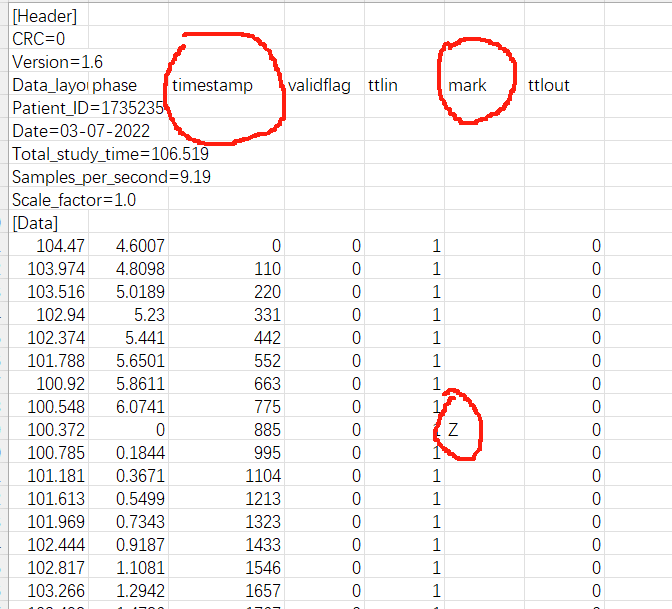 [Header]
CRC=0
Version=1.6
Data_layou phase timestamp validflag ttlin mark ttlout
Patient_ID=1735235
Date=03-07-2022
Total_study_time=106.519
Samples_per_second=9.19
Scale_factor=1.0
[Data]
104.47 4.6007 0 0 1 0
103.974 4.8098 110 0 1 0
103.516 5.0189 220 0 1 0
102.94 5.23 331 0 1 0
102.374 5.441 442 0 1 0
101.788 5.6501 552 0 1 0
100.92 5.8611 663 0 1 0
100.548 6.0741 775 0 1 0
100.372 0 885 0 1 Z 0
100.785 0.1844 995 0 1 0
101.181 0.3671 1104 0 1 0
101.613 0.5499 1213 0 1 0
101.969 0.7343 1323 0 1 0
102.444 0.9187 1433 0 1 0
102.817 1.1081 1546 0 1 0
103.266 1.2942 1657 0 1 0